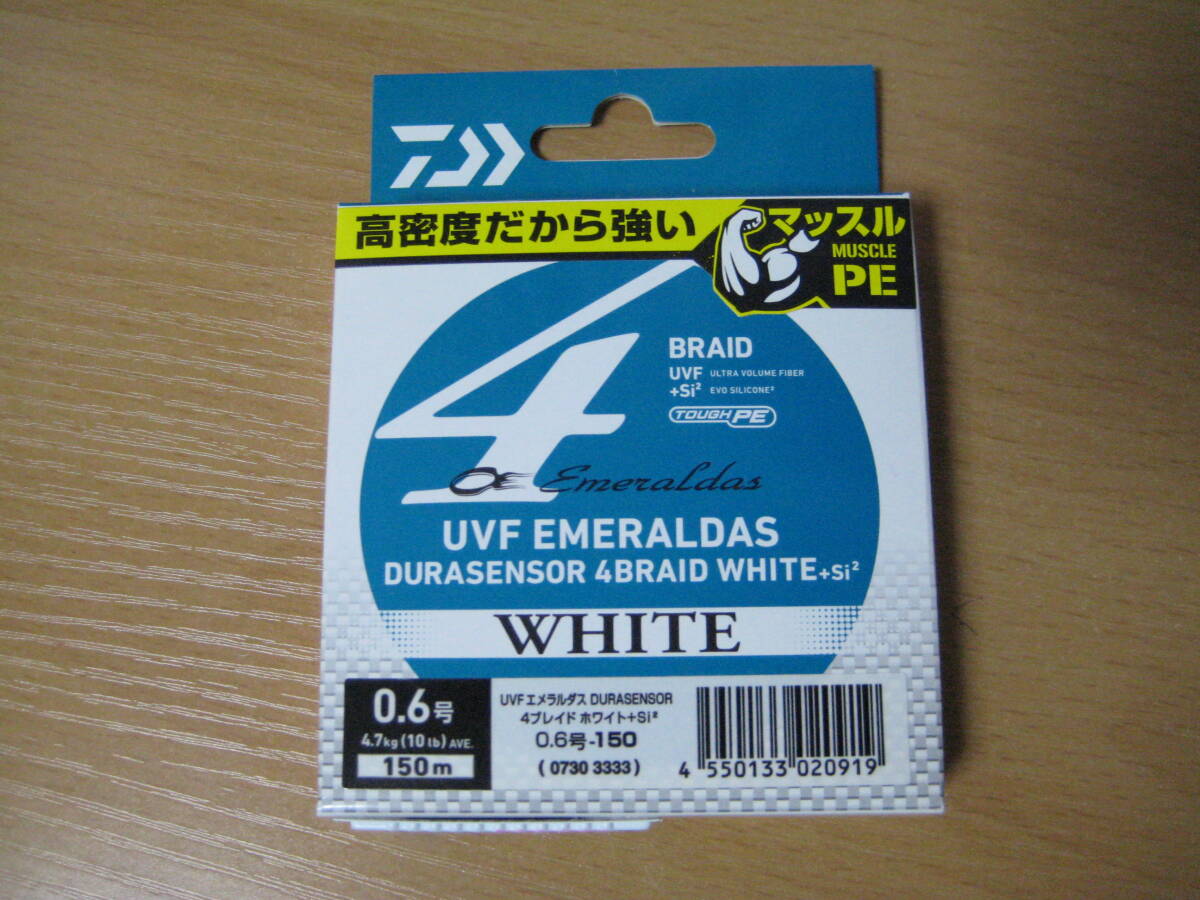 高密度だから強い
マッスル
MUSCLE
PE
4
BRAID
UVF ULTRA VOLUME FIBER
+Si² EVO SILICONE²
TOUGH PE
Emeraldas
UVF EMERALDAS
DURASENSOR 4BRAID WHITE+Si²
WHITE
0.6号
4.7kg(10lb)AVE.
150m
UVFエメラルダス DURASENSOR
4ブレイド ホワイト+Si²
0.6号-150
(0730 3333)
4 550133 020919